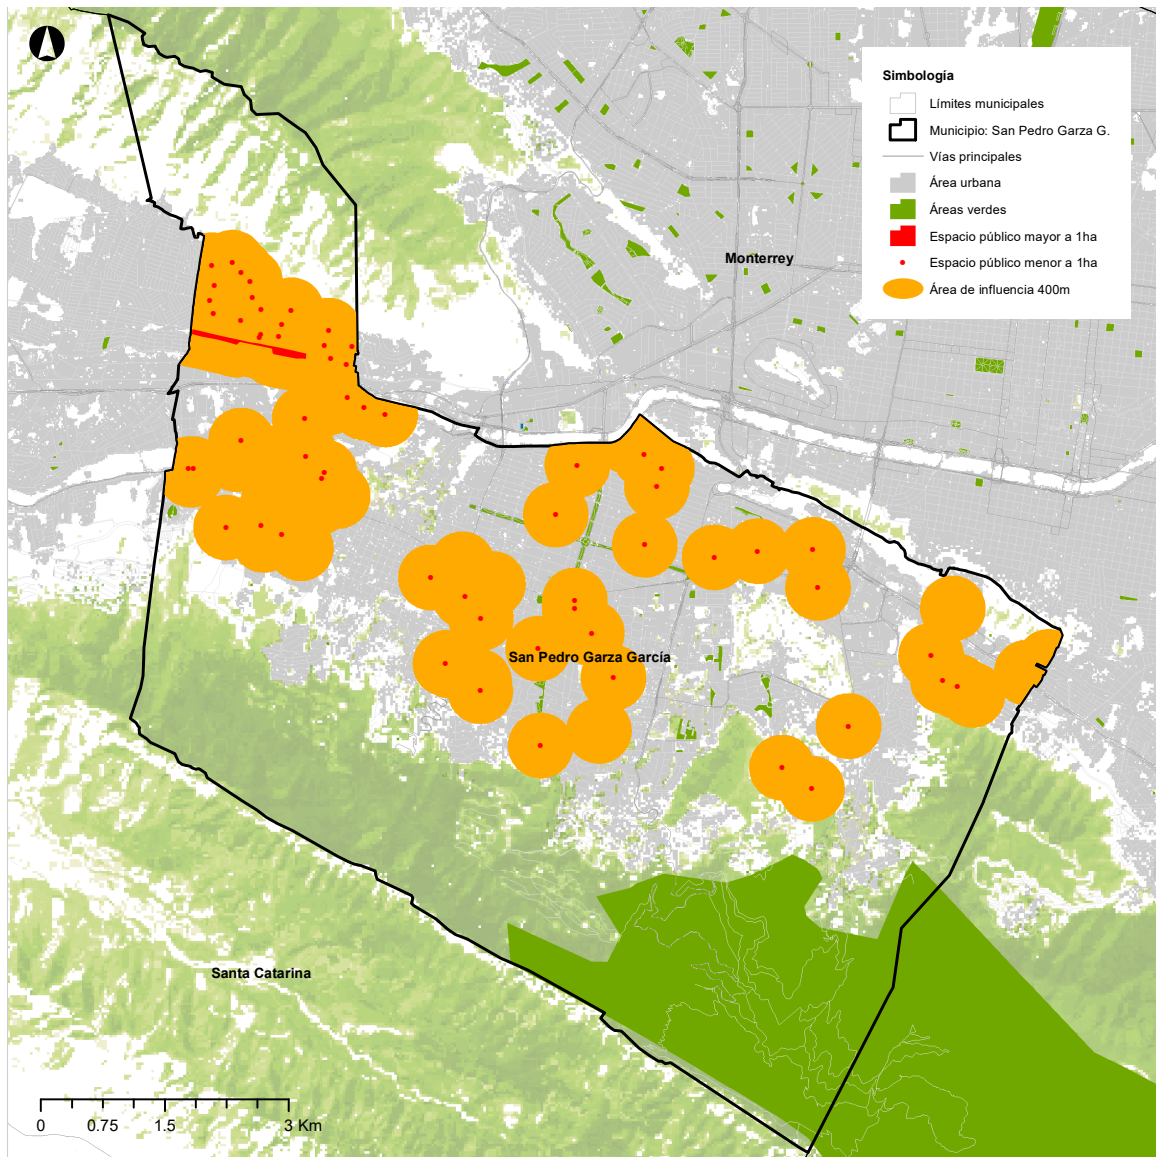 Simbología
Límites municipales
Municipio: San Pedro Garza G.
Vías principales
Área urbana
Áreas verdes
Espacio público mayor a 1ha
Espacio público menor a 1ha
Área de influencia 400m
Monterrey
San Pedro Garza García
Santa Catarina
0 0.75 1.5 3 Km